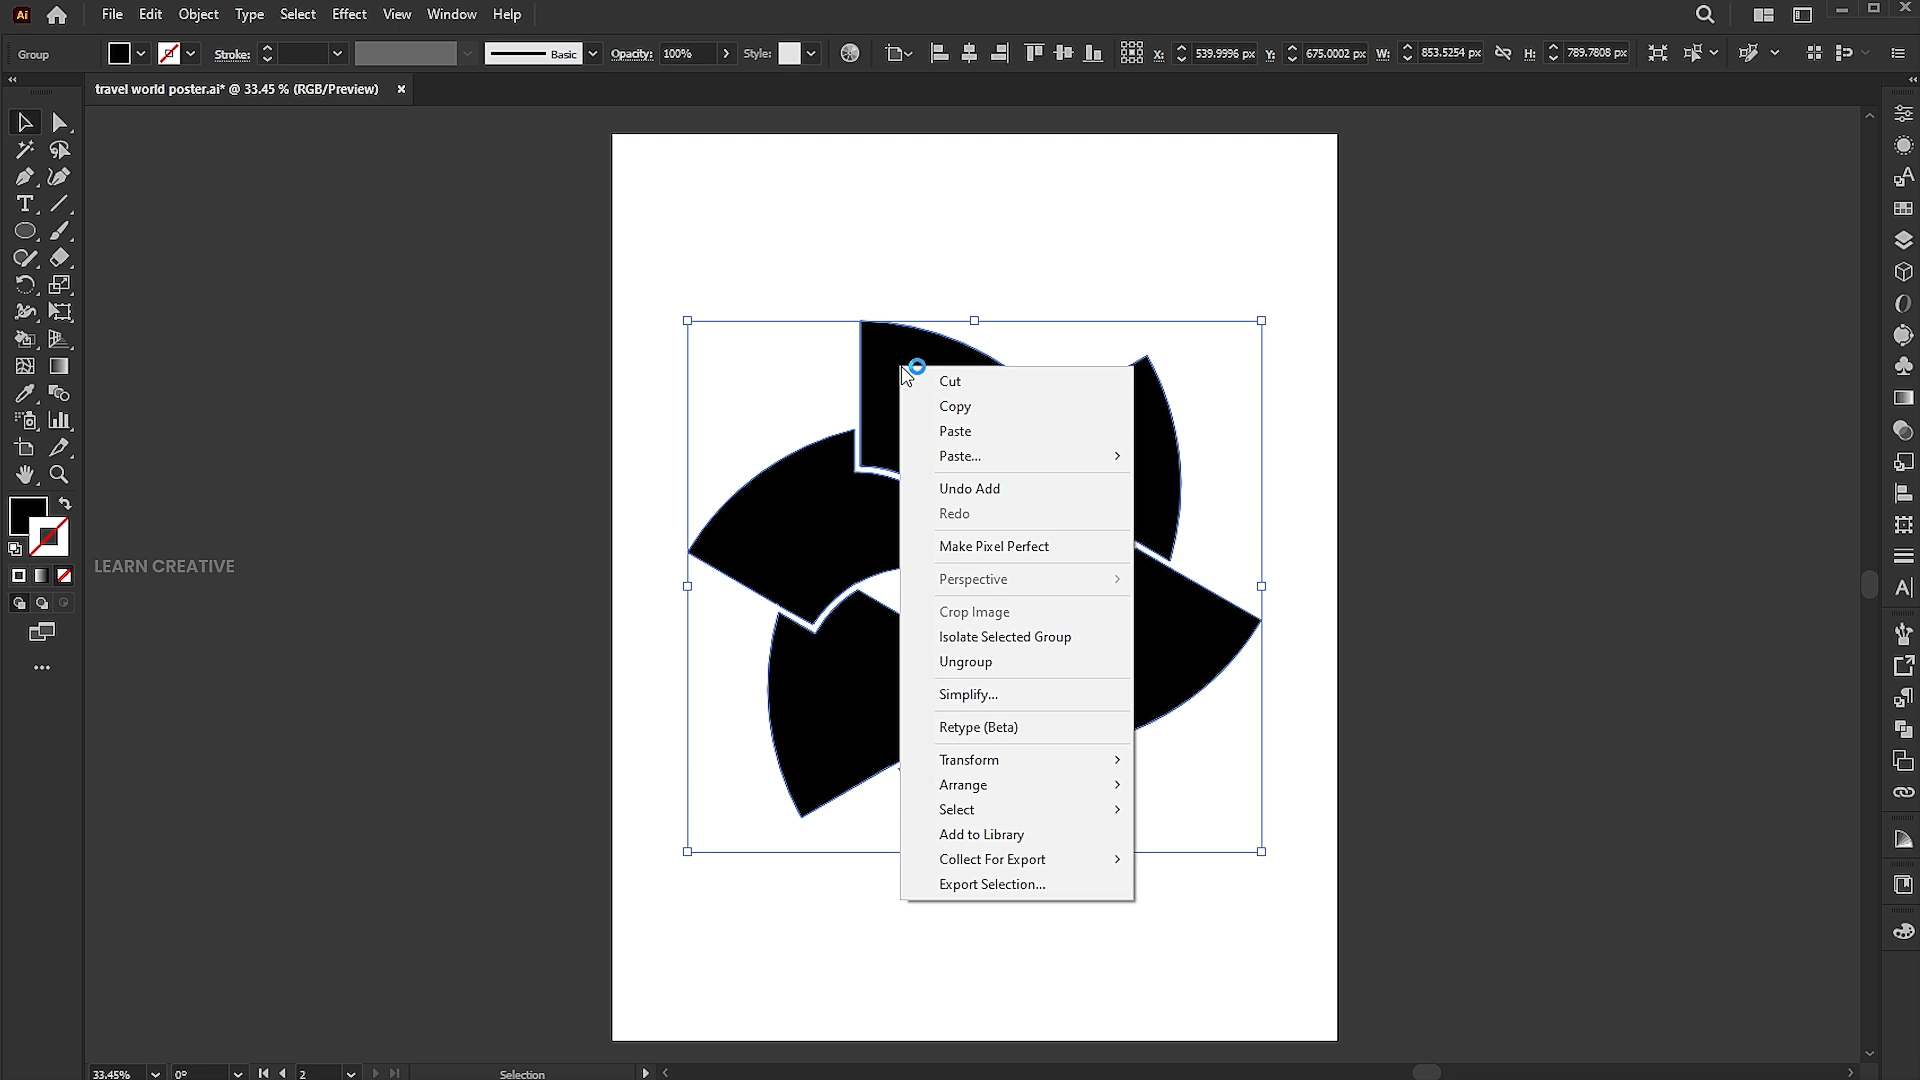 Ai File Edit Object Type Select Effect View Window Help
Group Stroke: Basic Opacity: 100% Style: X: 539.9996 px Y: 675.0002 px W: 853.5254 px H: 789.7808 px
travel world poster.ai* @ 33.45 % (RGB/Preview) ×
Cut
Copy
Paste
Paste...
Undo Add
Redo
Make Pixel Perfect
LEARN CREATIVE
Perspective
Crop Image
Isolate Selected Group
Ungroup
Simplify...
Retype (Beta)
Transform
Arrange
Select
Add to Library
Collect For Export
Export Selection...
33.45% 0° 2 Selection